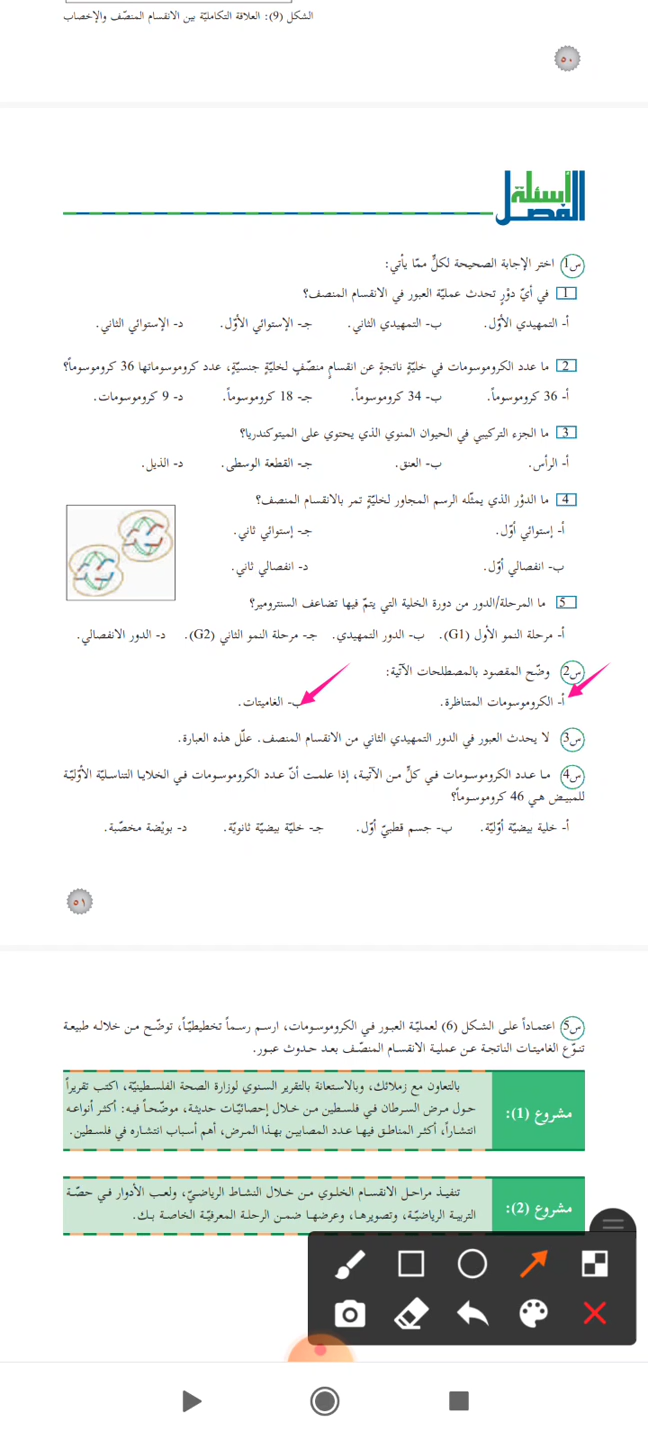 الشكل (9): العلاقة التكامليّة بين الانقسام المنصّف والإخصاب
٥٠
أسئلة الفصل
س1 اختر الإجابة الصحيحة لكلٍّ ممّا يأتي:
1 في أيّ دوْرٍ تحدث عمليّة العبور في الانقسام المنصف؟
أ- التمهيدي الأوّل. ب- التمهيدي الثاني. جـ- الإستوائي الأوّل. د- الإستوائي الثاني.
2 ما عدد الكروموسومات في خليّةٍ ناتجةٍ عن انقسامٍ منصّفٍ لخليّةٍ جنسيّةٍ، عدد كروموسوماتها 36 كروموسوماً؟
أ- 36 كروموسوماً. ب- 34 كروموسوماً. جـ- 18 كروموسوماً. د- 9 كروموسومات.
3 ما الجزء التركيبي في الحيوان المنوي الذي يحتوي على الميتوكندريا؟
أ- الرأس. ب- العنق. جـ- القطعة الوسطى. د- الذيل.
4 ما الدوْر الذي يمثّله الرسم المجاور لخليّةٍ تمر بالانقسام المنصف؟
أ- إستوائي أوّل. جـ- إستوائي ثاني.
ب- انفصالي أوّل. د- انفصالي ثاني.
5 ما المرحلة/الدور من دورة الخلية التي يتمّ فيها تضاعف السنترومير؟
أ- مرحلة النمو الأول (G1). ب- الدور التمهيدي. جـ- مرحلة النمو الثاني (G2). د- الدور الانفصالي.
س2 وضّح المقصود بالمصطلحات الآتية:
أ- الكروموسومات المتناظرة. ب- الغاميتات.
س3 لا يحدث العبور في الدور التمهيدي الثاني من الانقسام المنصف. علّل هذه العبارة.
س4 ما عدد الكروموسومات في كلٍّ من الآتية، إذا علمت أنّ عدد الكروموسومات في الخلايا التناسليّة الأوّليّة
للمبيض هي 46 كروموسوماً؟
أ- خلية بيضيّة أوّليّة. ب- جسم قطبيّ أوّل. جـ- خليّة بيضيّة ثانويّة. د- بويْضة مخصّبة.
٥١
س5 اعتماداً على الشكل (6) لعمليّة العبور في الكروموسومات، ارسم رسماً تخطيطيّاً، توضّح من خلاله طبيعة
تنوّع الغاميتات الناتجة عن عملية الانقسام المنصّف بعد حدوث عبور.
مشروع (1):
بالتعاون مع زملائك، وبالاستعانة بالتقرير السنوي لوزارة الصحة الفلسطينيّة، اكتب تقريراً
حول مرض السرطان في فلسطين من خلال إحصائيّات حديثة، موضّحاً فيه: أكثر أنواعه
انتشاراً، أكثر المناطق فيها عدد المصابين بهذا المرض، أهم أسباب انتشاره في فلسطين.
مشروع (2):
تنفيذ مراحل الانقسام الخلوي من خلال النشاط الرياضيّ، ولعب الأدوار في حصّة
التربية الرياضيّة، وتصويرها، وعرضها ضمن الرحلة المعرفيّة الخاصة بك.